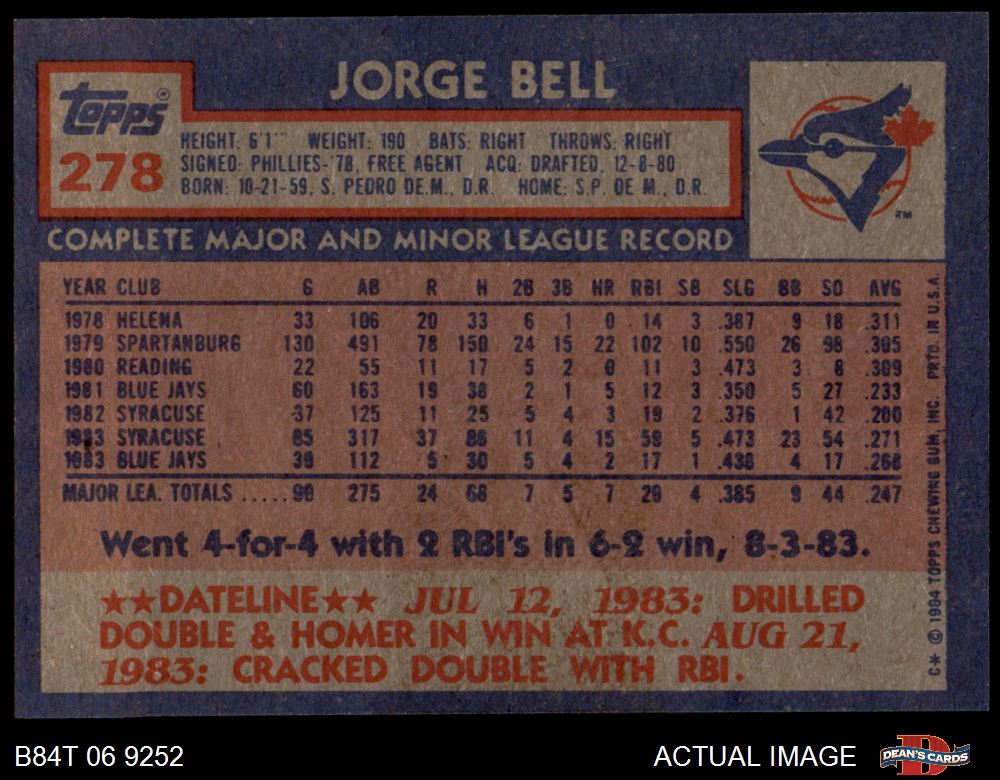 JORGE BELL
Topps®
278
HEIGHT: 6'1" WEIGHT: 190 BATS: RIGHT THROWS: RIGHT
SIGNED: PHILLIES-'78, FREE AGENT ACQ: DRAFTED, 12-8-80
BORN: 10-21-59, S. PEDRO DE M., D.R. HOME: S.P. DE M., D.R.
TM
COMPLETE MAJOR AND MINOR LEAGUE RECORD
YEAR CLUB G AB R H 2B 3B HR RBI SB SLG BB SO AVG
1978 HELENA 33 106 20 33 6 1 0 14 3 .387 9 18 .311
1979 SPARTANBURG 130 491 78 150 24 15 22 102 10 .550 26 98 .305
1980 READING 22 55 11 17 5 2 0 11 3 .473 3 6 .309
1981 BLUE JAYS 60 163 19 38 2 1 5 12 3 .350 5 27 .233
1982 SYRACUSE 37 125 11 25 5 4 3 19 2 .376 1 42 .200
1983 SYRACUSE 85 317 37 86 11 4 15 59 5 .473 23 54 .271
1983 BLUE JAYS 39 112 5 30 5 4 2 17 1 .438 4 17 .268
MAJOR LEA. TOTALS .....99 275 24 68 7 5 7 29 4 .385 9 44 .247
Went 4-for-4 with 2 RBI's in 6-2 win, 8-3-83.
★★DATELINE★★ JUL 12, 1983: DRILLED
DOUBLE & HOMER IN WIN AT K.C. AUG 21,
1983: CRACKED DOUBLE WITH RBI.
C* © 1984 TOPPS CHEWING GUM, INC. PRTD. IN U.S.A.
B84T 06 9252
ACTUAL IMAGE
DEAN'S CARDS